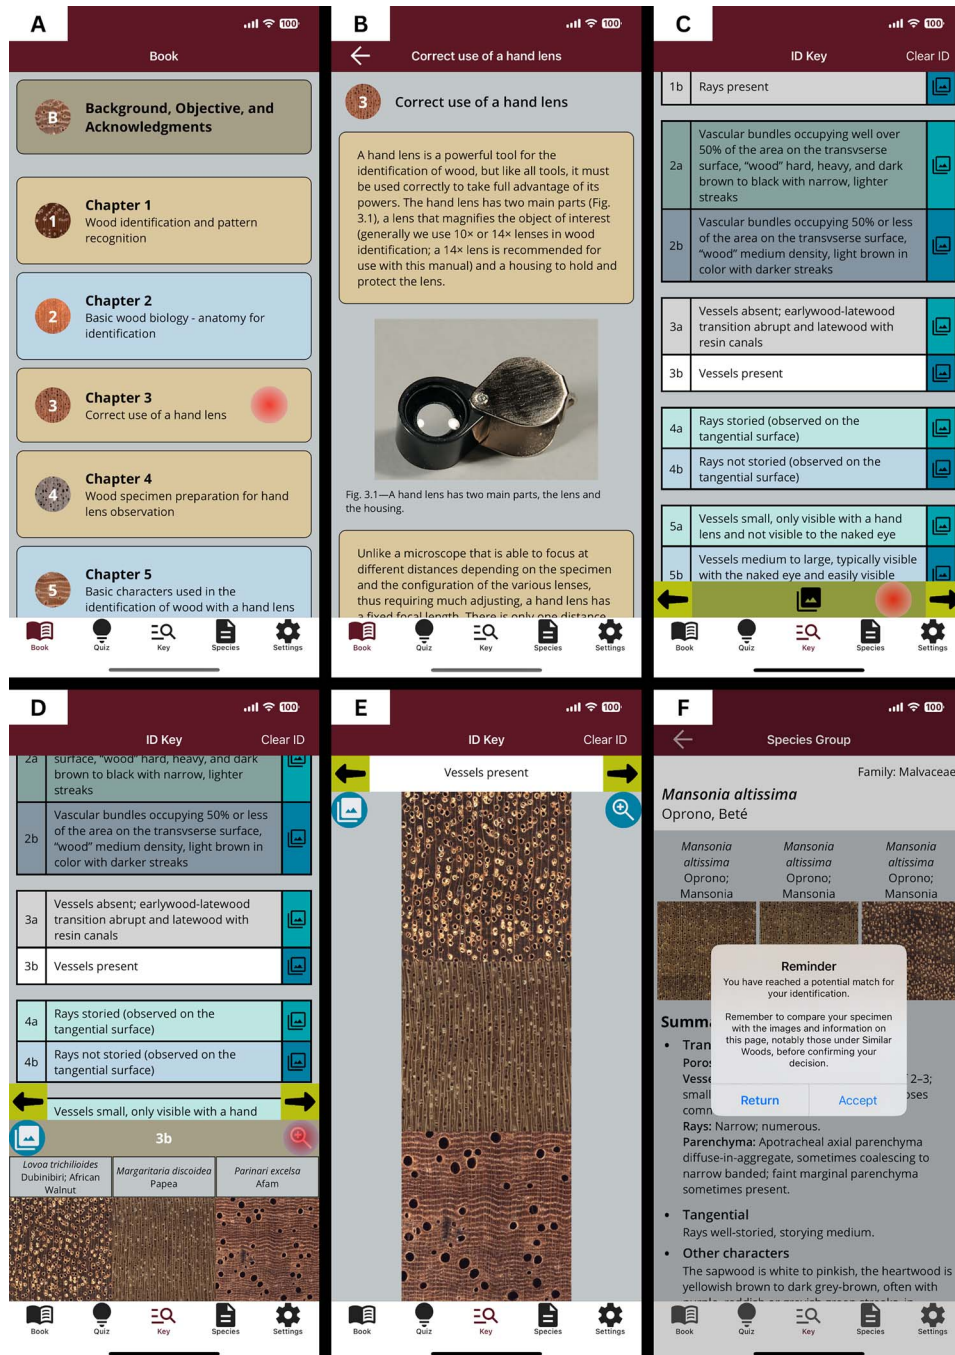 A
100
Book
B
Background, Objective, and
Acknowledgments
1
Chapter 1
Wood identification and pattern
recognition
2
Chapter 2
Basic wood biology - anatomy for
identification
3
Chapter 3
Correct use of a hand lens
4
Chapter 4
Wood specimen preparation for hand
lens observation
5
Chapter 5
Basic characters used in the
identification of wood with a hand lens
Book
Quiz
Key
Species
Settings
B
100
Correct use of a hand lens
3
Correct use of a hand lens
A hand lens is a powerful tool for the
identification of wood, but like all tools, it must
be used correctly to take full advantage of its
powers. The hand lens has two main parts (Fig.
3.1), a lens that magnifies the object of interest
(generally we use 10× or 14× lenses in wood
identification; a 14× lens is recommended for
use with this manual) and a housing to hold and
protect the lens.
Fig. 3.1—A hand lens has two main parts, the lens and
the housing.
Unlike a microscope that is able to focus at
different distances depending on the specimen
and the configuration of the various lenses,
thus requiring much adjusting, a hand lens has
a fixed focal length. There is only one distance
Book
Quiz
Key
Species
Settings
C
100
ID Key
Clear ID
1b
Rays present
2a
Vascular bundles occupying well over
50% of the area on the transvserse
surface, “wood” hard, heavy, and dark
brown to black with narrow, lighter
streaks
2b
Vascular bundles occupying 50% or less
of the area on the transvserse surface,
“wood” medium density, light brown in
color with darker streaks
3a
Vessels absent; earlywood-latewood
transition abrupt and latewood with
resin canals
3b
Vessels present
4a
Rays storied (observed on the
tangential surface)
4b
Rays not storied (observed on the
tangential surface)
5a
Vessels small, only visible with a hand
lens and not visible to the naked eye
5b
Vessels medium to large, typically visible
with the naked eye and easily visible
Book
Quiz
Key
Species
Settings
D
100
ID Key
Clear ID
2a
surface, “wood” hard, heavy, and dark
brown to black with narrow, lighter
streaks
2b
Vascular bundles occupying 50% or less
of the area on the transvserse surface,
“wood” medium density, light brown in
color with darker streaks
3a
Vessels absent; earlywood-latewood
transition abrupt and latewood with
resin canals
3b
Vessels present
4a
Rays storied (observed on the
tangential surface)
4b
Rays not storied (observed on the
tangential surface)
Vessels small, only visible with a hand
3b
Lovoa trichilioides
Dubinibiri; African
Walnut
Margaritaria discoidea
Papea
Parinari excelsa
Afam
Book
Quiz
Key
Species
Settings
E
100
ID Key
Clear ID
Vessels present
Book
Quiz
Key
Species
Settings
F
100
Species Group
Family: Malvaceae
Mansonia altissima
Oprono, Beté
Mansonia
altissima
Oprono;
Mansonia
Mansonia
altissima
Oprono;
Mansonia
Mansonia
altissima
Oprono;
Mansonia
Reminder
You have reached a potential match for
your identification.
Remember to compare your specimen
with the images and information on
this page, notably those under Similar
Woods, before confirming your
decision.
Return
Accept
Rays: Narrow; numerous.
Parenchyma: Apotracheal axial parenchyma
diffuse-in-aggregate, sometimes coalescing to
narrow banded; faint marginal parenchyma
sometimes present.
• Tangential
Rays well-storied, storying medium.
• Other characters
The sapwood is white to pinkish, the heartwood is
yellowish brown to dark grey-brown, often with
Book
Quiz
Key
Species
Settings